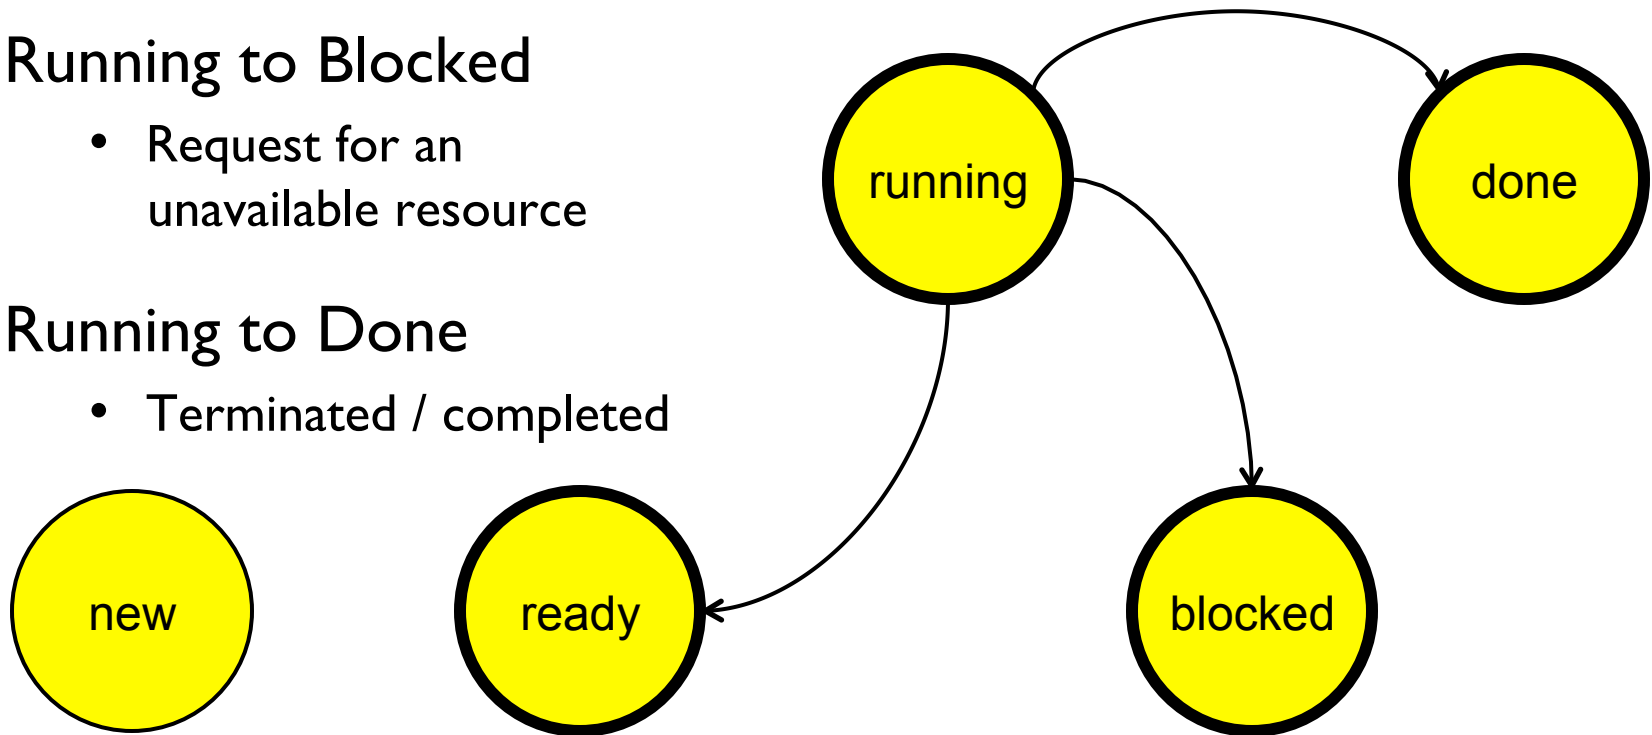 Running to Blocked
• Request for an
unavailable resource
Running to Done
• Terminated / completed
running
done
new
ready
blocked